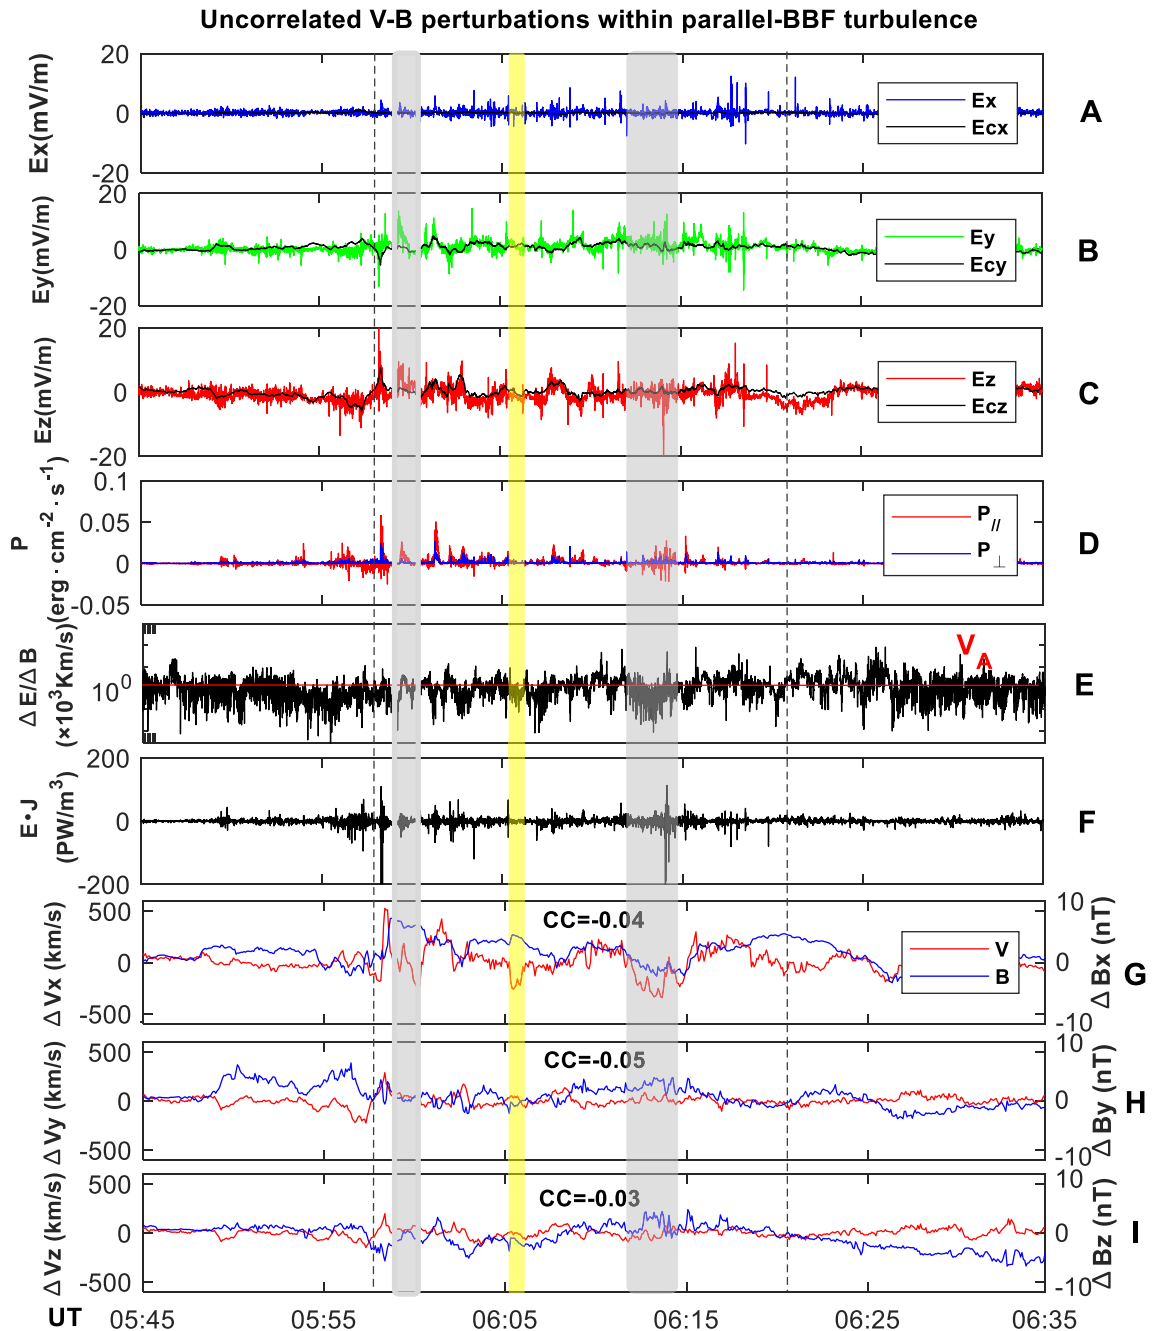 Uncorrelated V-B perturbations within parallel-BBF turbulence
20
0
-20
Ex(mV/m)
Ex
Ecx
A
20
0
-20
Ey(mV/m)
Ey
Ecy
B
20
0
-20
Ez(mV/m)
Ez
Ecz
C
0.1
0.05
0
-0.05
P
(erg·cm⁻²·s⁻¹)
P//
P⊥
D
10⁰
ΔE/ΔB
(×10³Km/s)
VA
E
200
0
-200
E•J
(PW/m³)
F
500
0
-500
ΔVx (km/s)
CC=-0.04
V
B
10
0
-10
ΔBx (nT)
G
500
0
-500
ΔVy (km/s)
CC=-0.05
10
0
-10
ΔBy (nT)
H
500
0
-500
ΔVz (km/s)
CC=-0.03
10
0
-10
ΔBz (nT)
I
UT
05:45 05:55 06:05 06:15 06:25 06:35